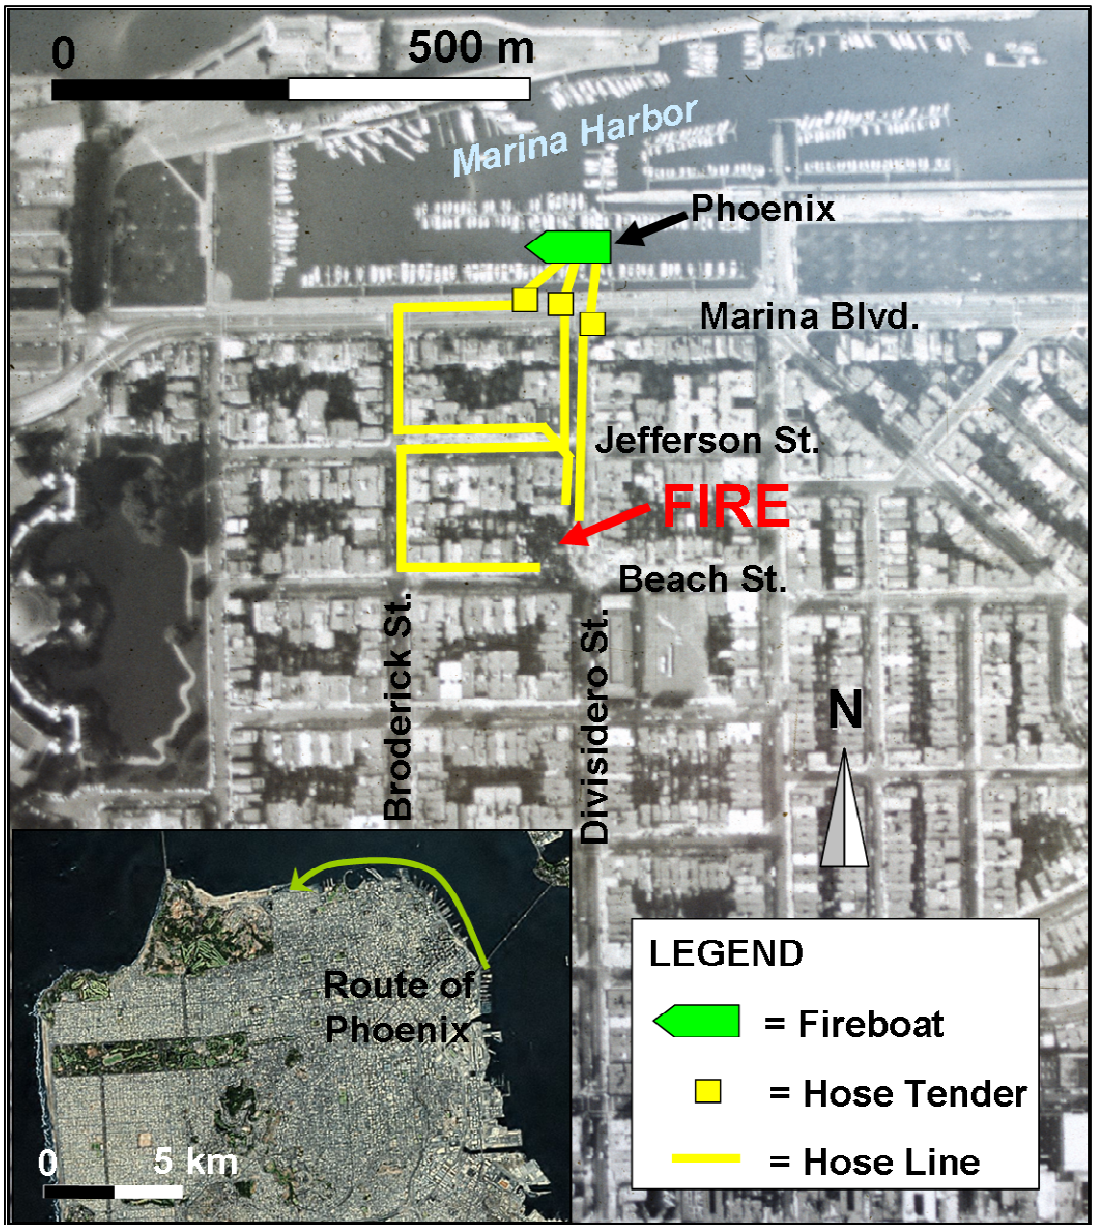 0 500 m
Marina Harbor
Phoenix
Marina Blvd.
Jefferson St.
FIRE
Beach St.
Broderick St.
Divisidero St.
N
Route of
Phoenix
0 5 km
LEGEND
= Fireboat
= Hose Tender
= Hose Line